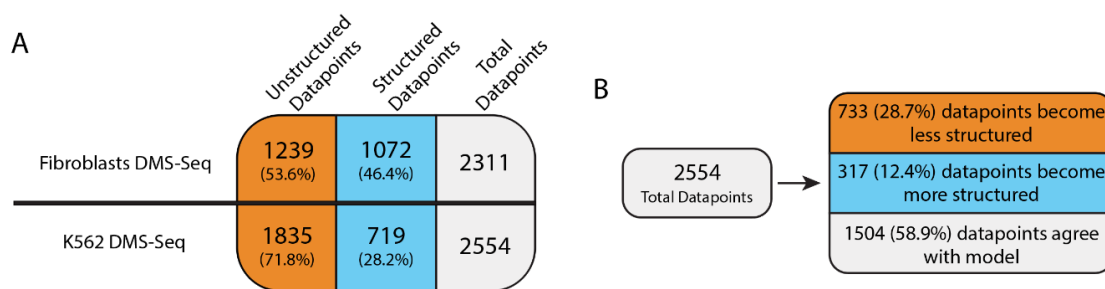 A
Unstructured
Datapoints
Structured
Datapoints
Total
Datapoints
Fibroblasts DMS-Seq
1239
(53.6%)
1072
(46.4%)
2311
K562 DMS-Seq
1835
(71.8%)
719
(28.2%)
2554
B
2554
Total Datapoints
733 (28.7%) datapoints become
less structured
317 (12.4%) datapoints become
more structured
1504 (58.9%) datapoints agree
with model